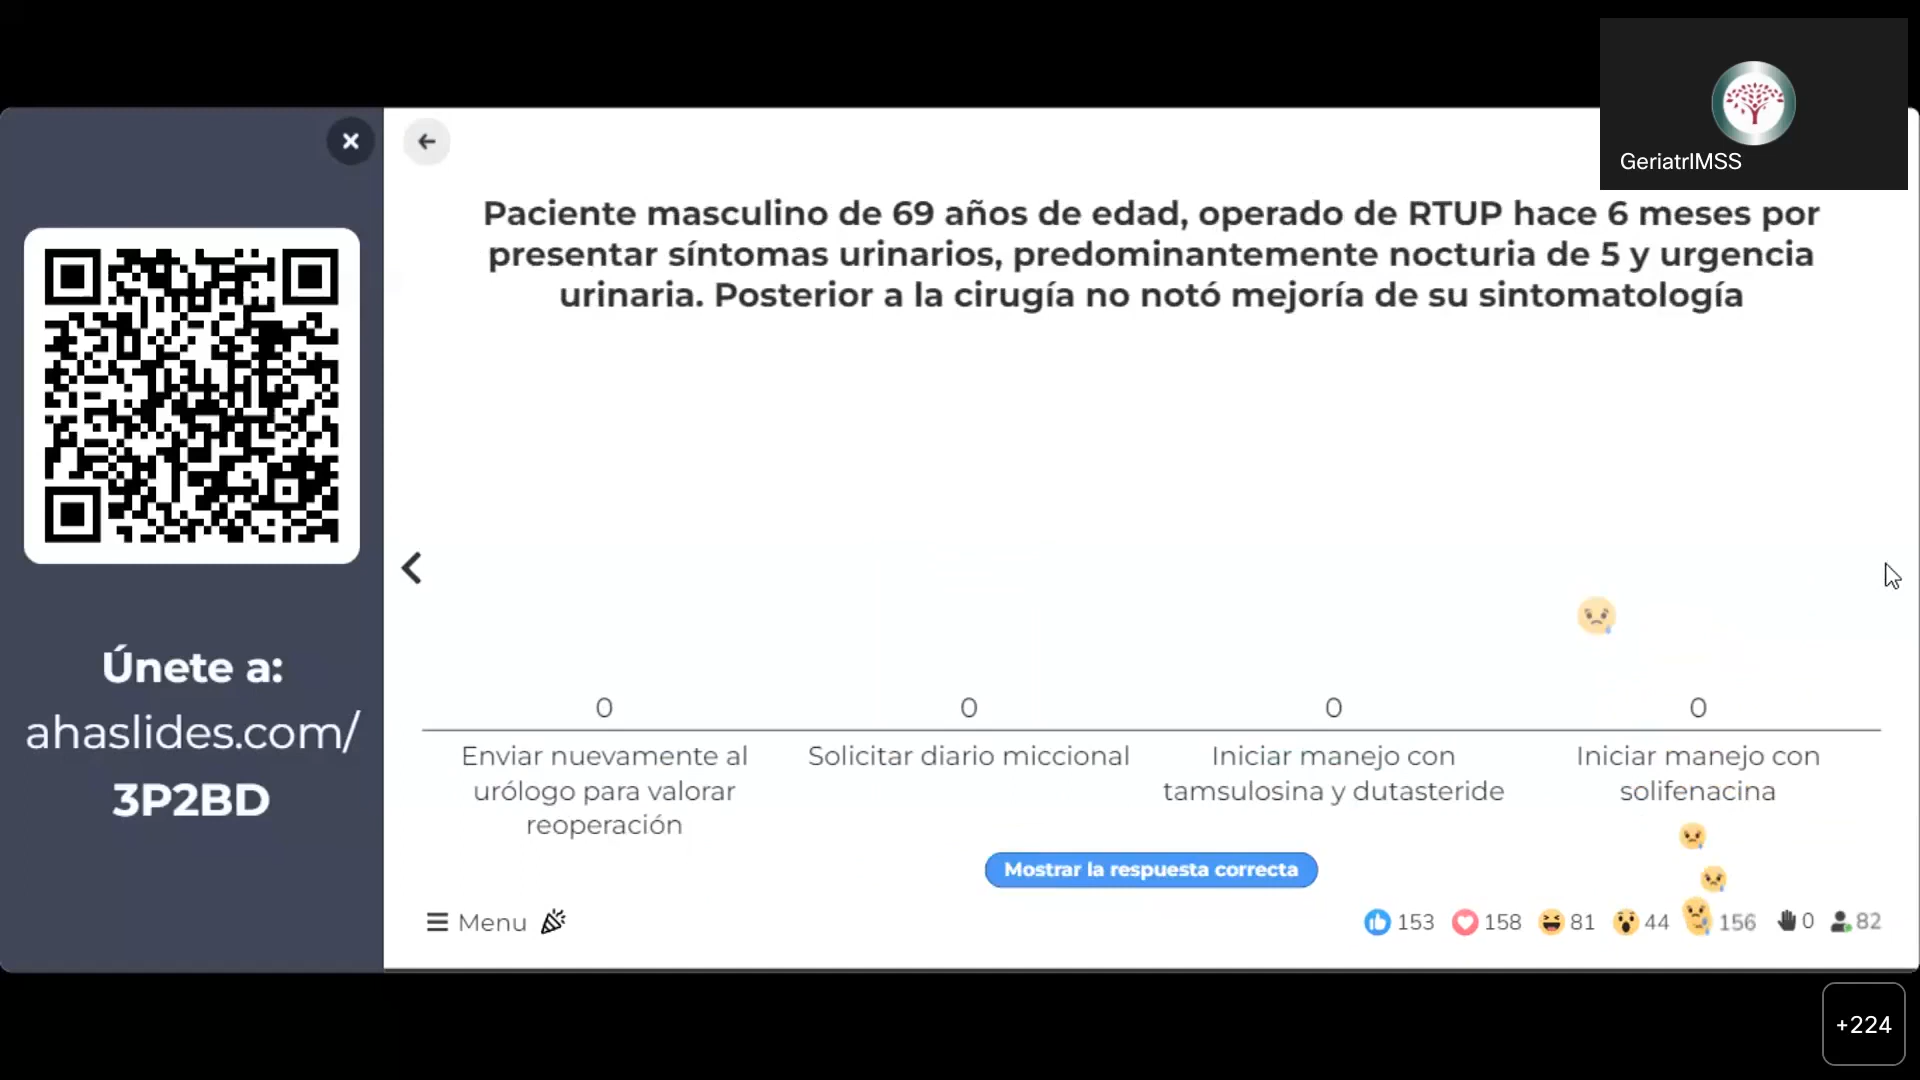 GeriatrIMSS
Paciente masculino de 69 años de edad, operado de RTUP hace 6 meses por
presentar síntomas urinarios, predominantemente nocturia de 5 y urgencia
urinaria. Posterior a la cirugía no notó mejoría de su sintomatología
Únete a:
ahaslides.com/
3P2BD
0
0
0
0
Enviar nuevamente al
urólogo para valorar
reoperación
Solicitar diario miccional
Iniciar manejo con
tamsulosina y dutasteride
Iniciar manejo con
solifenacina
Mostrar la respuesta correcta
Menu
153
158
81
44
156
0
82
+224